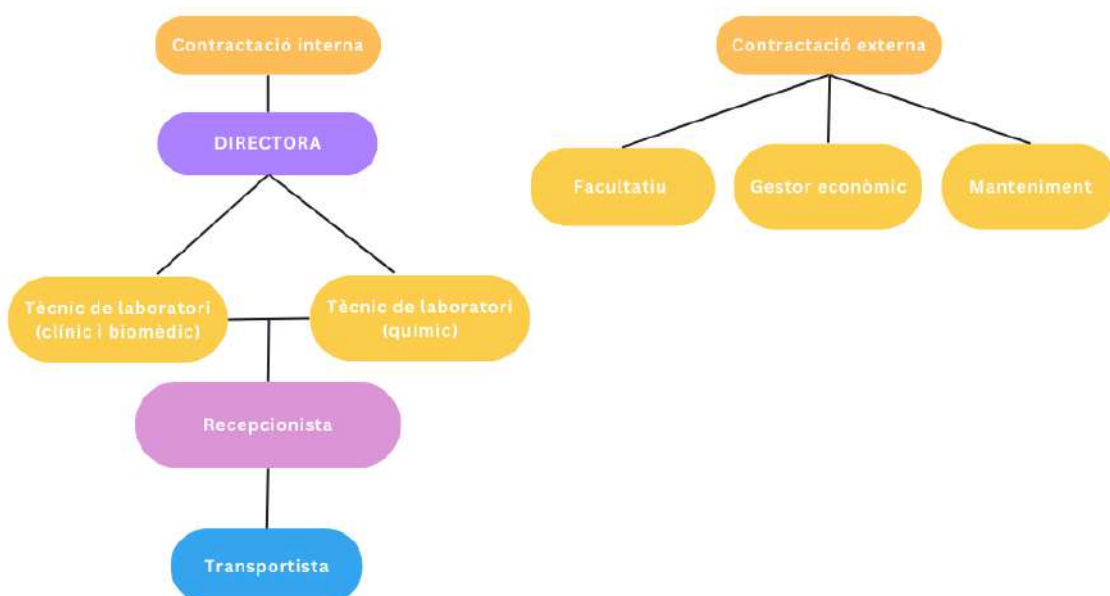 Contractació interna
Contractació externa
DIRECTORA
Facultatiu
Gestor econòmic
Manteniment
Tècnic de laboratori
(clínic i biomèdic)
Tècnic de laboratori
(químic)
Recepcionista
Transportista